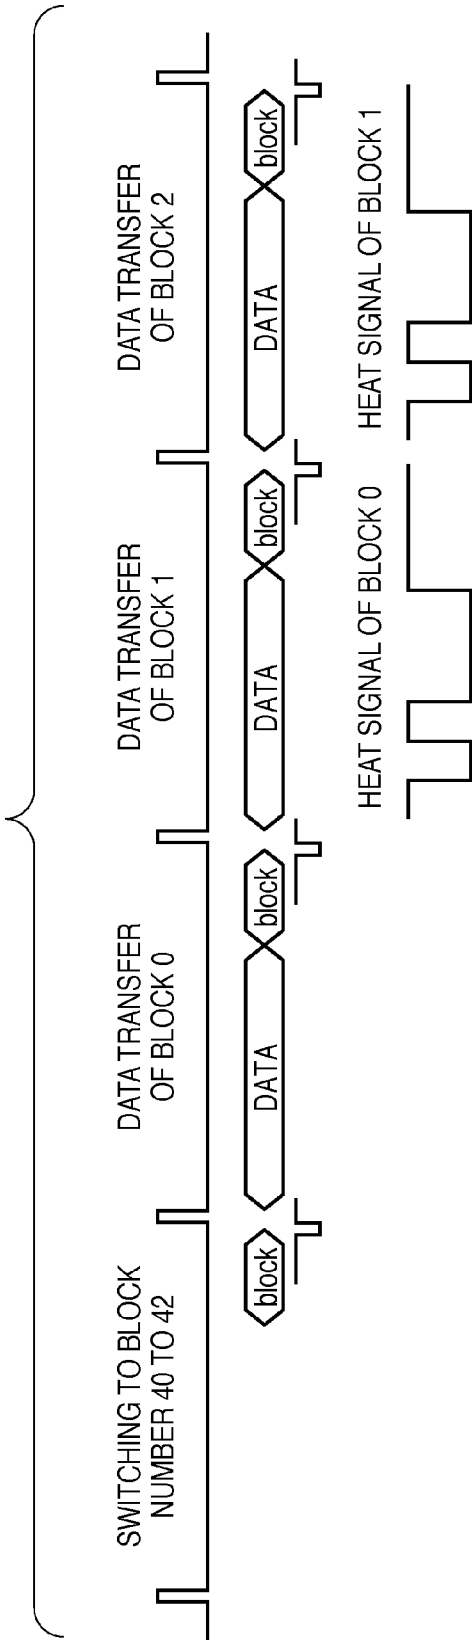 SWITCHING TO BLOCK
NUMBER 40 TO 42
DATA TRANSFER
OF BLOCK 0
DATA TRANSFER
OF BLOCK 1
DATA TRANSFER
OF BLOCK 2
block
DATA
block
DATA
block
DATA
block
HEAT SIGNAL OF BLOCK 0
HEAT SIGNAL OF BLOCK 1